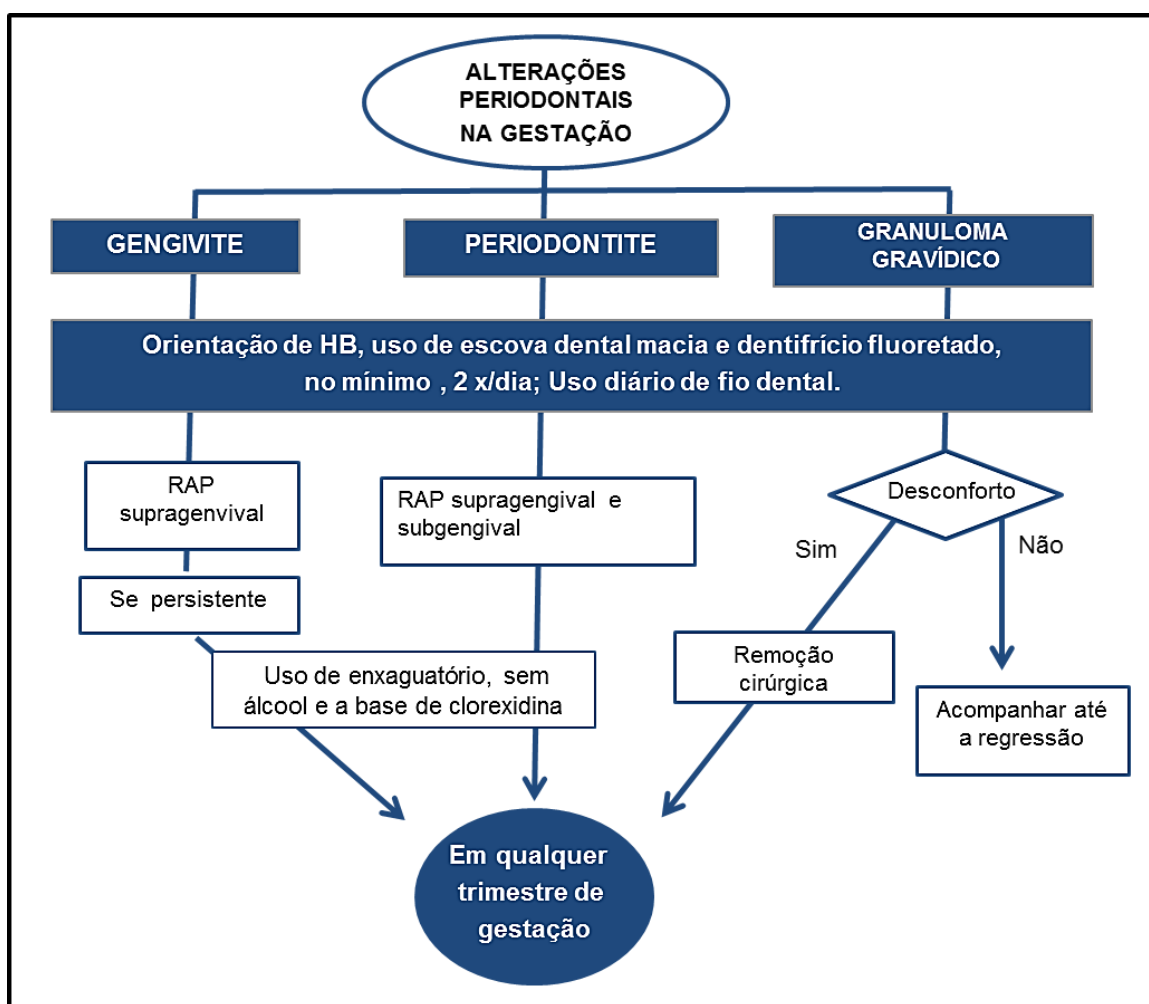 ALTERAÇÕES
PERIODONTAIS
NA GESTAÇÃO
GENGIVITE
PERIODONTITE
GRANULOMA
GRAVÍDICO
Orientação de HB, uso de escova dental macia e dentifrício fluoretado,
no mínimo , 2 x/dia; Uso diário de fio dental.
RAP
supragenvival
RAP supragengival e
subgengival
Desconforto
Sim
Não
Se persistente
Uso de enxaguatório, sem
álcool e a base de clorexidina
Remoção
cirúrgica
Acompanhar até
a regressão
Em qualquer
trimestre de
gestação